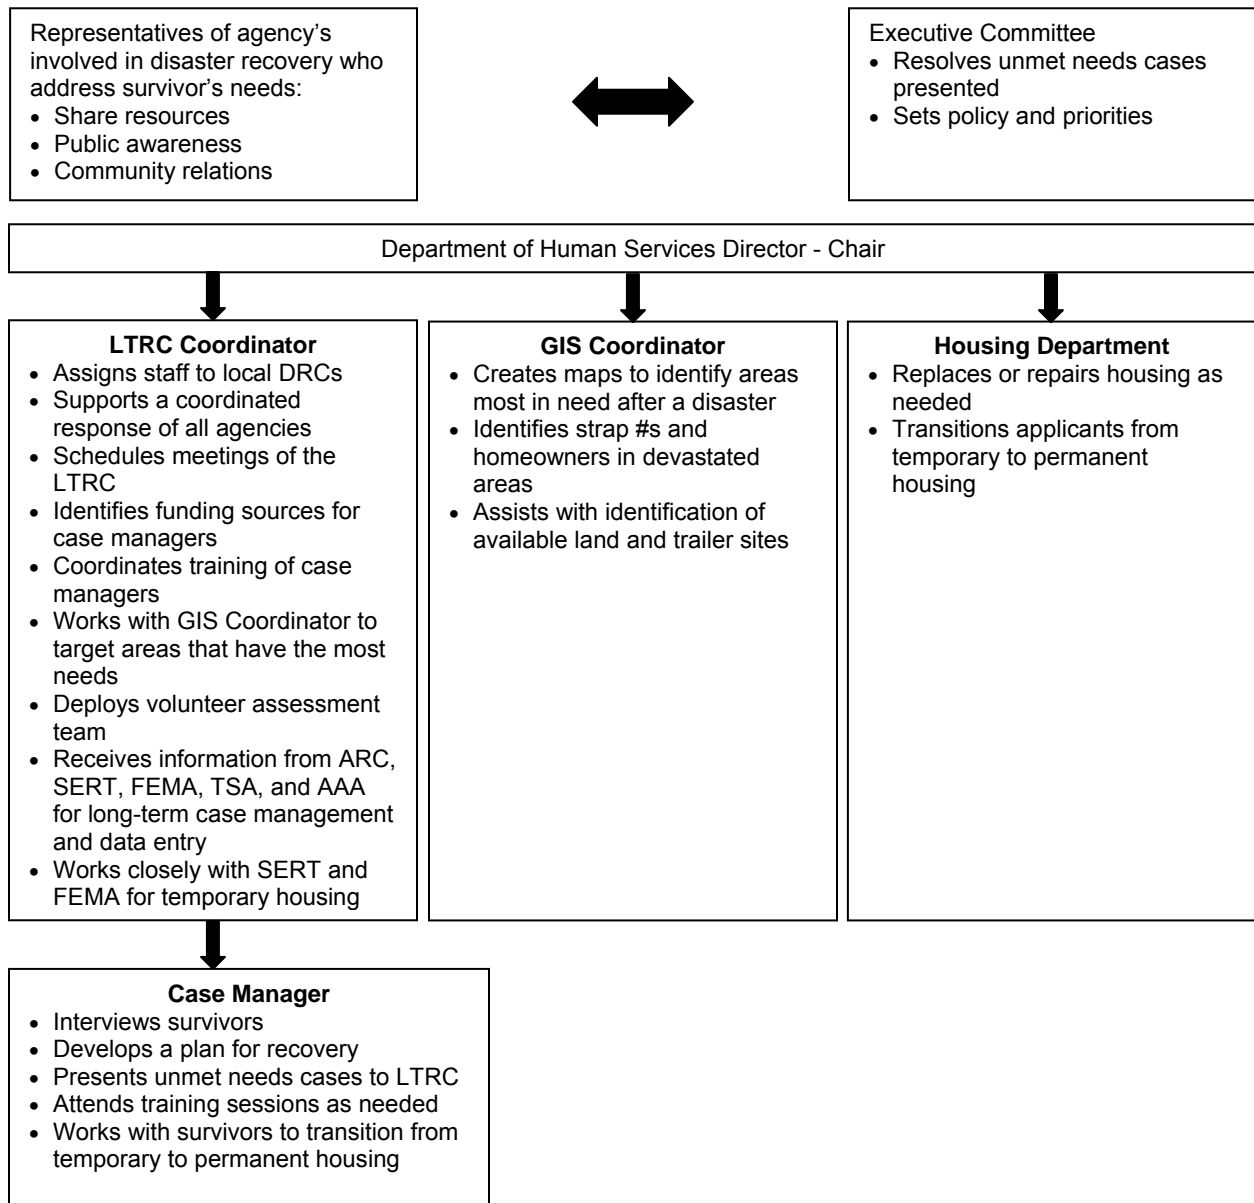 Representatives of agency’s
involved in disaster recovery who
address survivor’s needs:
• Share resources
• Public awareness
• Community relations
Executive Committee
• Resolves unmet needs cases
presented
• Sets policy and priorities
Department of Human Services Director - Chair
LTRC Coordinator
• Assigns staff to local DRCs
• Supports a coordinated
response of all agencies
• Schedules meetings of the
LTRC
• Identifies funding sources for
case managers
• Coordinates training of case
managers
• Works with GIS Coordinator to
target areas that have the most
needs
• Deploys volunteer assessment
team
• Receives information from ARC,
SERT, FEMA, TSA, and AAA
for long-term case management
and data entry
• Works closely with SERT and
FEMA for temporary housing
GIS Coordinator
• Creates maps to identify areas
most in need after a disaster
• Identifies strap #s and
homeowners in devastated
areas
• Assists with identification of
available land and trailer sites
Housing Department
• Replaces or repairs housing as
needed
• Transitions applicants from
temporary to permanent
housing
Case Manager
• Interviews survivors
• Develops a plan for recovery
• Presents unmet needs cases to LTRC
• Attends training sessions as needed
• Works with survivors to transition from
temporary to permanent housing